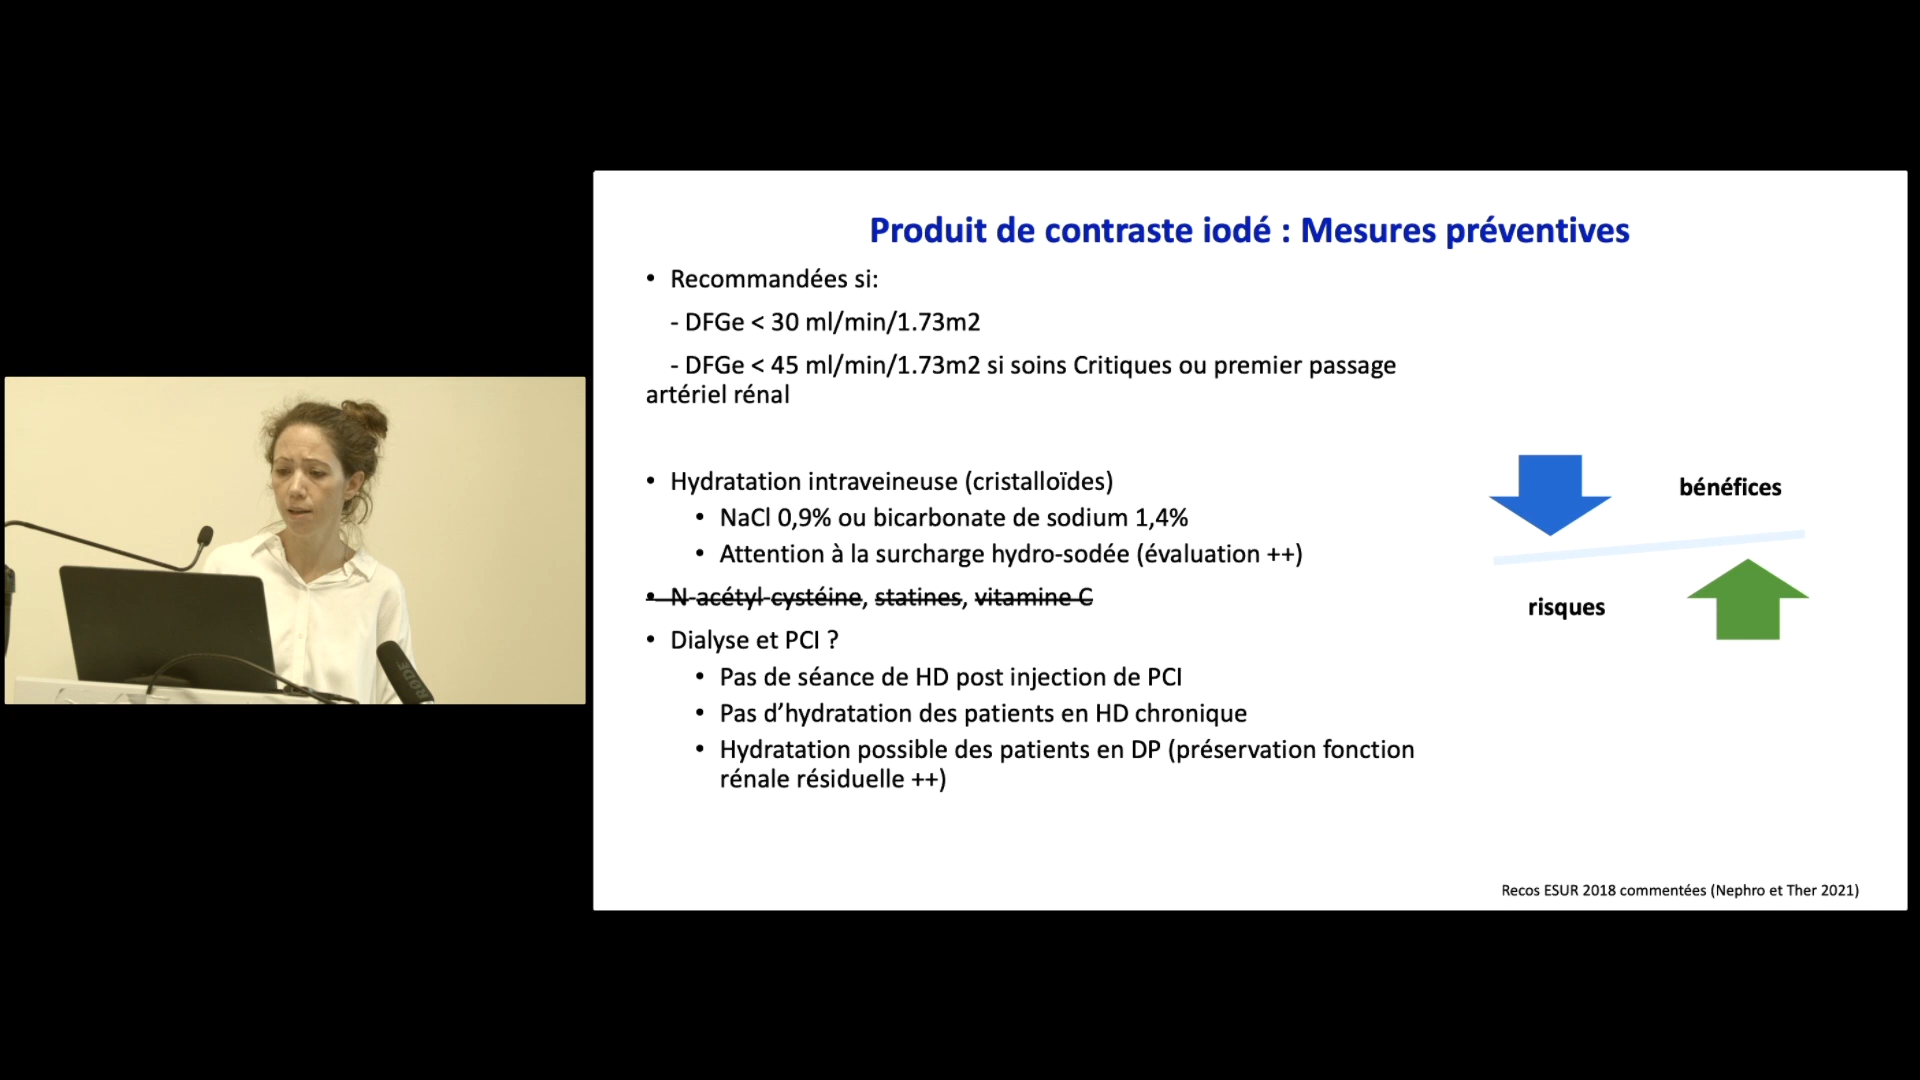 Produit de contraste iodé : Mesures préventives
• Recommandées si:
- DFGe < 30 ml/min/1.73m2
- DFGe < 45 ml/min/1.73m2 si soins Critiques ou premier passage
artériel rénal
• Hydratation intraveineuse (cristalloïdes)
• NaCl 0,9% ou bicarbonate de sodium 1,4%
• Attention à la surcharge hydro-sodée (évaluation ++)
• N-acétyl-cystéine, statines, vitamine C
• Dialyse et PCI ?
• Pas de séance de HD post injection de PCI
• Pas d’hydratation des patients en HD chronique
• Hydratation possible des patients en DP (préservation fonction
rénale résiduelle ++)
bénéfices
risques
Recos ESUR 2018 commentées (Nephro et Ther 2021)
RODE